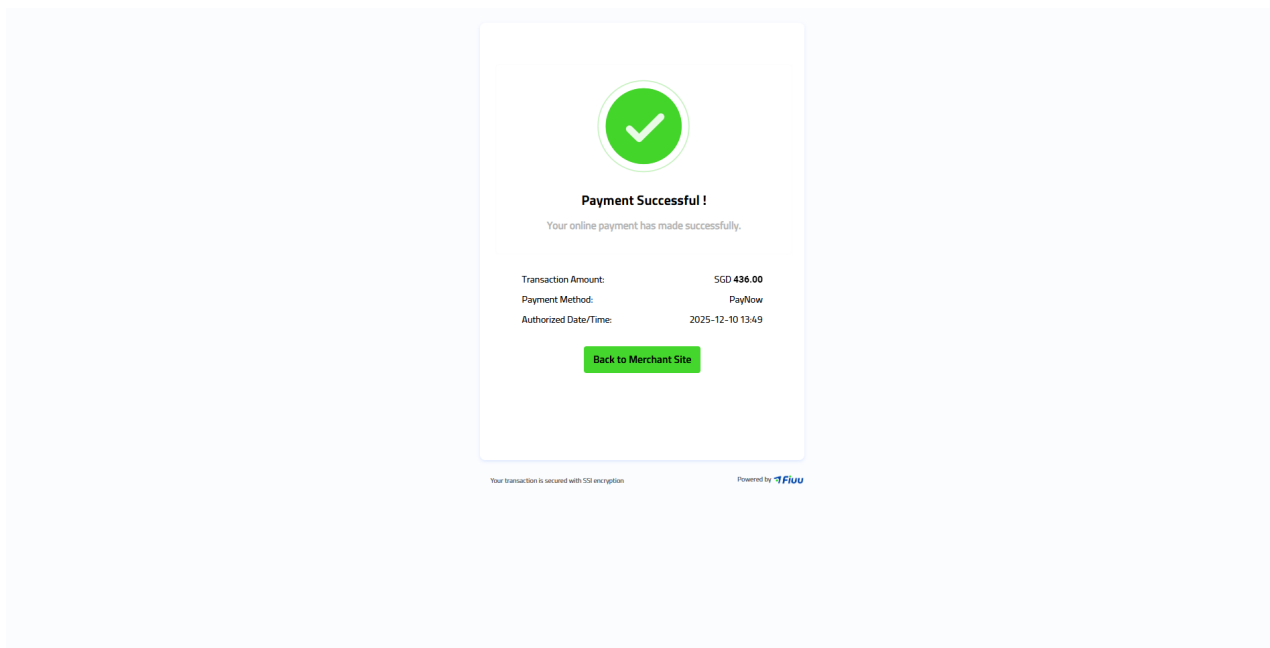 Payment Successful !
Your online payment has made successfully.
Transaction Amount: SGD 436.00
Payment Method: PayNow
Authorized Date/Time: 2025-12-10 13:49
Back to Merchant Site
Your transaction is secured with SSl encryption Powered by Fiuu